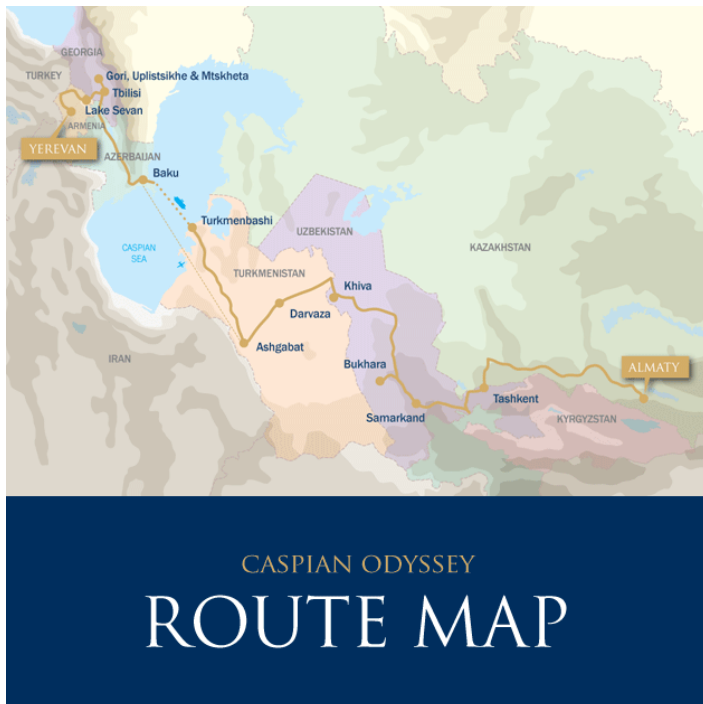 GEORGIA
Gori, Uplistsikhe & Mtskheta
TURKEY
Tbilisi
Lake Sevan
ARMENIA
YEREVAN
AZERBAIJAN
Baku
Turkmenbashi
UZBEKISTAN
CASPIAN
SEA
KAZAKHSTAN
TURKMENISTAN
Khiva
Darvaza
Ashgabat
IRAN
Bukhara
ALMATY
Tashkent
Samarkand
KYRGYZSTAN
CASPIAN ODYSSEY
ROUTE MAP